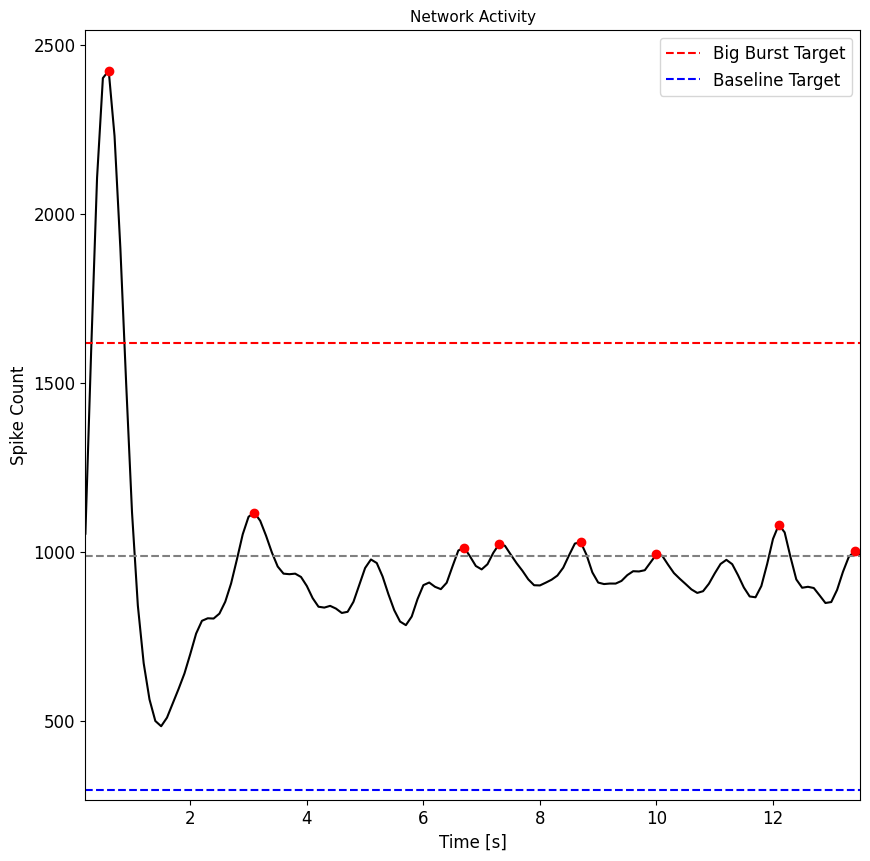 Network Activity
Big Burst Target
Baseline Target
Spike Count
2500
2000
1500
1000
500
2 4 6 8 10 12
Time [s]